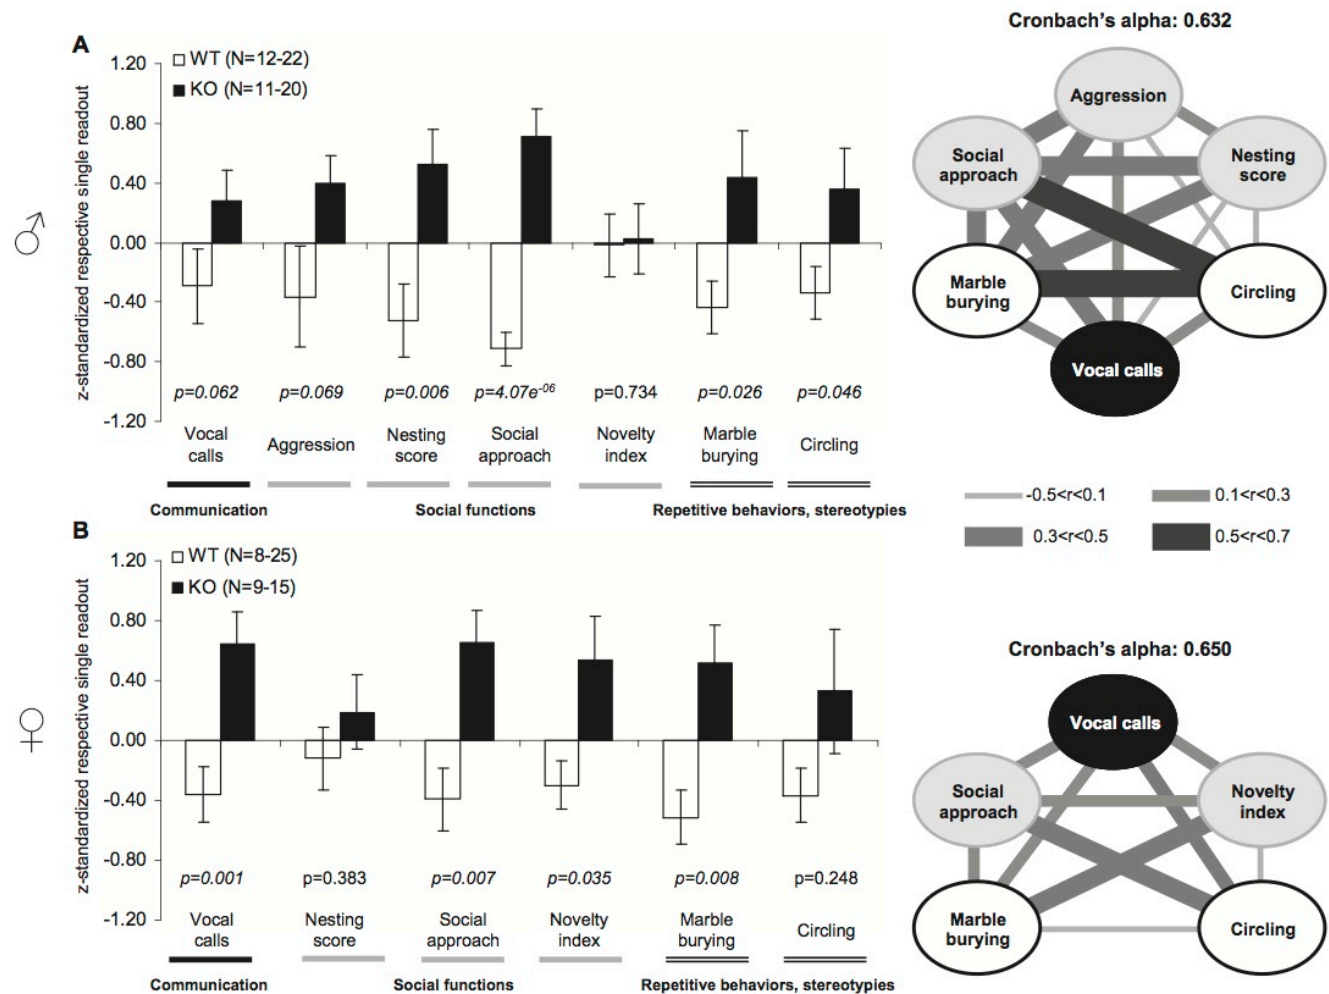 A
WT (N=12-22)
KO (N=11-20)
z-standardized respective single readout
1.20
0.80
0.40
0.00
-0.40
-0.80
-1.20
♂
p=0.062
p=0.069
p=0.006
p=4.07e-06
p=0.734
p=0.026
p=0.046
Vocal
calls
Aggression
Nesting
score
Social
approach
Novelty
index
Marble
burying
Circling
Communication
Social functions
Repetitive behaviors, stereotypies
Cronbach's alpha: 0.632
Aggression
Social
approach
Nesting
score
Marble
burying
Circling
Vocal calls
-0.5<r<0.1
0.1<r<0.3
0.3<r<0.5
0.5<r<0.7
B
WT (N=8-25)
KO (N=9-15)
z-standardized respective single readout
1.20
0.80
0.40
0.00
-0.40
-0.80
-1.20
♀
p=0.001
p=0.383
p=0.007
p=0.035
p=0.008
p=0.248
Vocal
calls
Nesting
score
Social
approach
Novelty
index
Marble
burying
Circling
Communication
Social functions
Repetitive behaviors, stereotypies
Cronbach's alpha: 0.650
Vocal calls
Social
approach
Novelty
index
Marble
burying
Circling